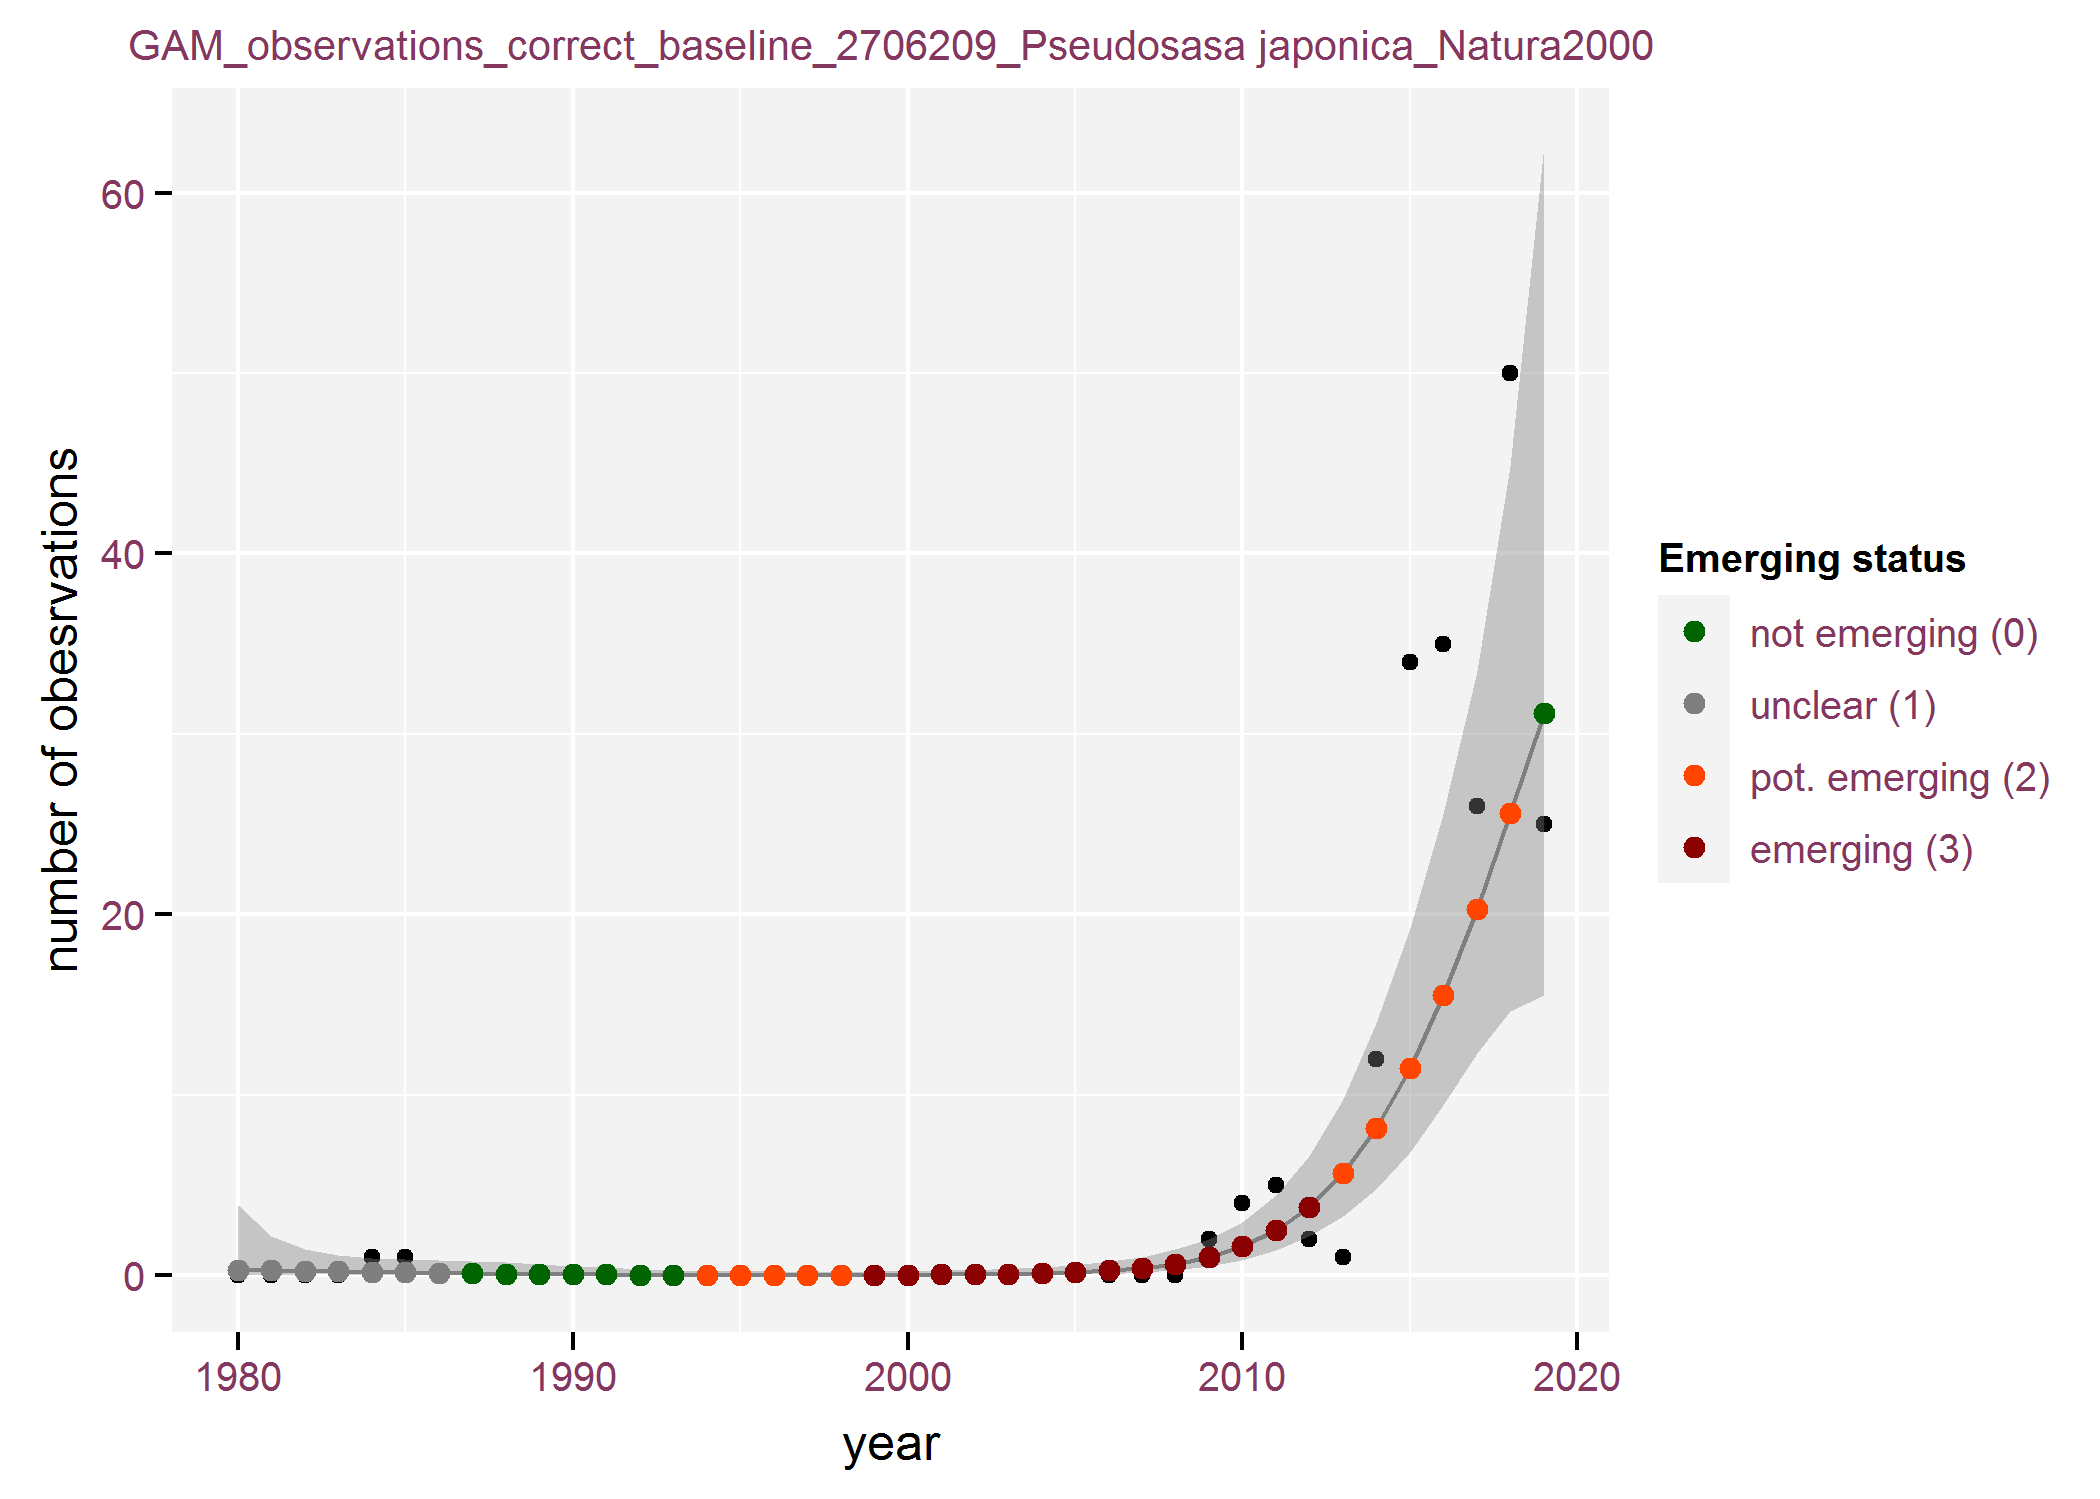 GAM_observations_correct_baseline_2706209_Pseudosasa japonica_Natura2000
60
40
20
0
number of obesrvations
1980
1990
2000
2010
2020
year
Emerging status
not emerging (0)
unclear (1)
pot. emerging (2)
emerging (3)